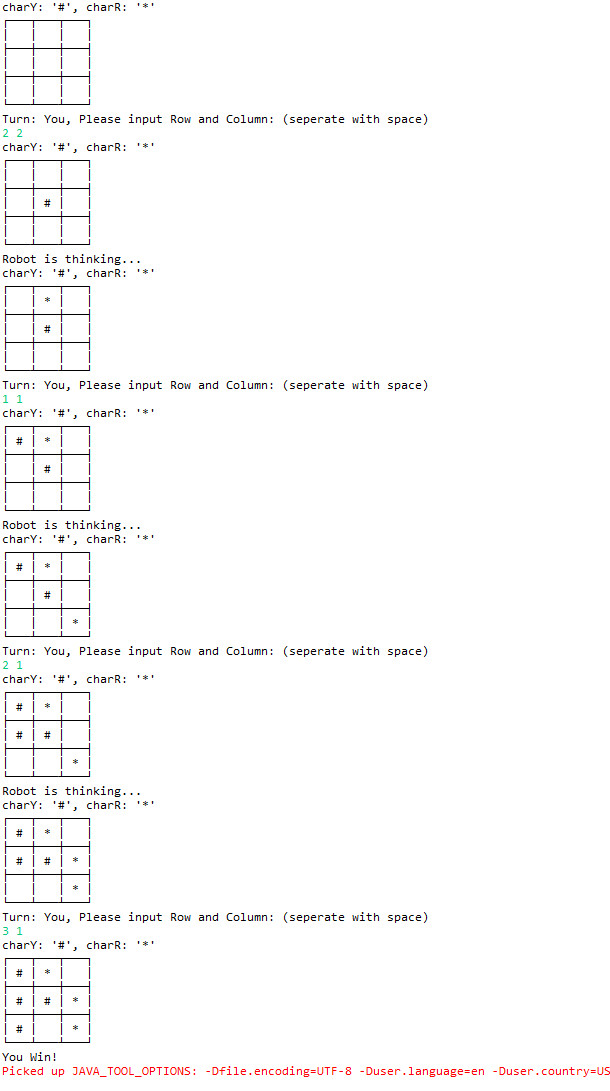 charY: '#', charR: '*'
Turn: You, Please input Row and Column: (seperate with space)
2 2
charY: '#', charR: '*'
#
Robot is thinking...
charY: '#', charR: '*'
*
#
Turn: You, Please input Row and Column: (seperate with space)
1 1
charY: '#', charR: '*'
# *
#
Robot is thinking...
charY: '#', charR: '*'
# *
#
*
Turn: You, Please input Row and Column: (seperate with space)
2 1
charY: '#', charR: '*'
# *
# #
*
Robot is thinking...
charY: '#', charR: '*'
# *
# # *
*
Turn: You, Please input Row and Column: (seperate with space)
3 1
charY: '#', charR: '*'
# *
# # *
# *
You Win!
Picked up JAVA_TOOL_OPTIONS: -Dfile.encoding=UTF-8 -Duser.language=en -Duser.country=US